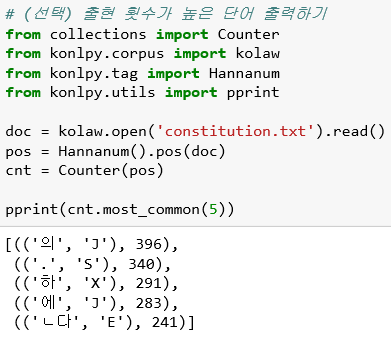 # (선택) 출현 횟수가 높은 단어 출력하기
from collections import Counter
from konlpy.corpus import kolaw
from konlpy.tag import Hannanum
from konlpy.utils import pprint
doc = kolaw.open('constitution.txt').read()
pos = Hannanum().pos(doc)
cnt = Counter(pos)
pprint(cnt.most_common(5))
[(('의', 'J'), 396),
(('.', 'S'), 340),
(('하', 'X'), 291),
(('에', 'J'), 283),
(('ㄴ다', 'E'), 241)]